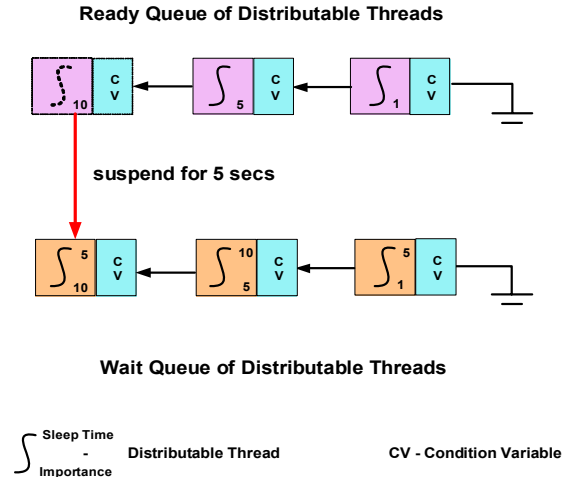 Ready Queue of Distributable Threads
10
C
V
5
C
V
1
C
V
suspend for 5 secs
5
10
C
V
10
5
C
V
5
1
C
V
Wait Queue of Distributable Threads
Sleep Time
-
Importance
Distributable Thread
CV - Condition Variable